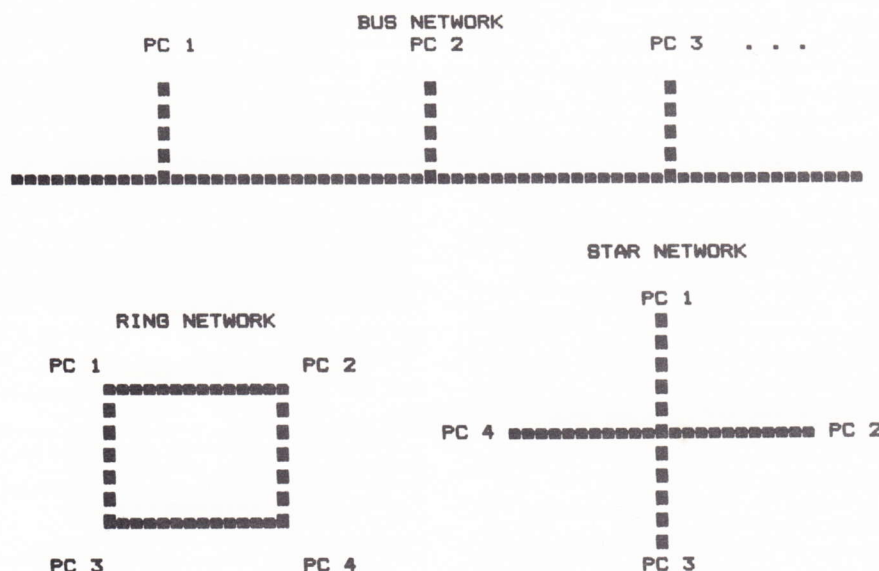 BUS NETWORK
PC 1 PC 2 PC 3 . . .
STAR NETWORK
PC 1
RING NETWORK
PC 1 PC 2
PC 4 PC 2
PC 3 PC 4
PC 3